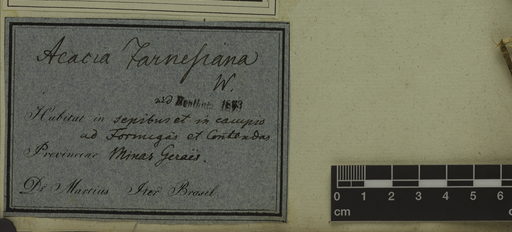 Acacia Farnesiana
W.
Habitat in sepibus et in campis
ad Formigas et Contendas
Provinciae Minas Geraës.
De Martius Iter Brasil.
0 1 2 3 4 5 6
cm